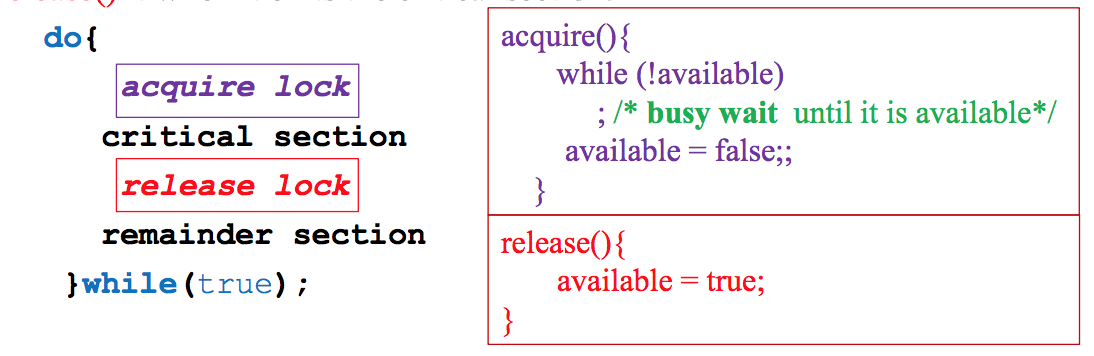 do{
acquire lock
critical section
release lock
remainder section
}while(true);
acquire(){
while (!available)
; /* busy wait until it is available*/
available = false;;
}
release(){
available = true;
}